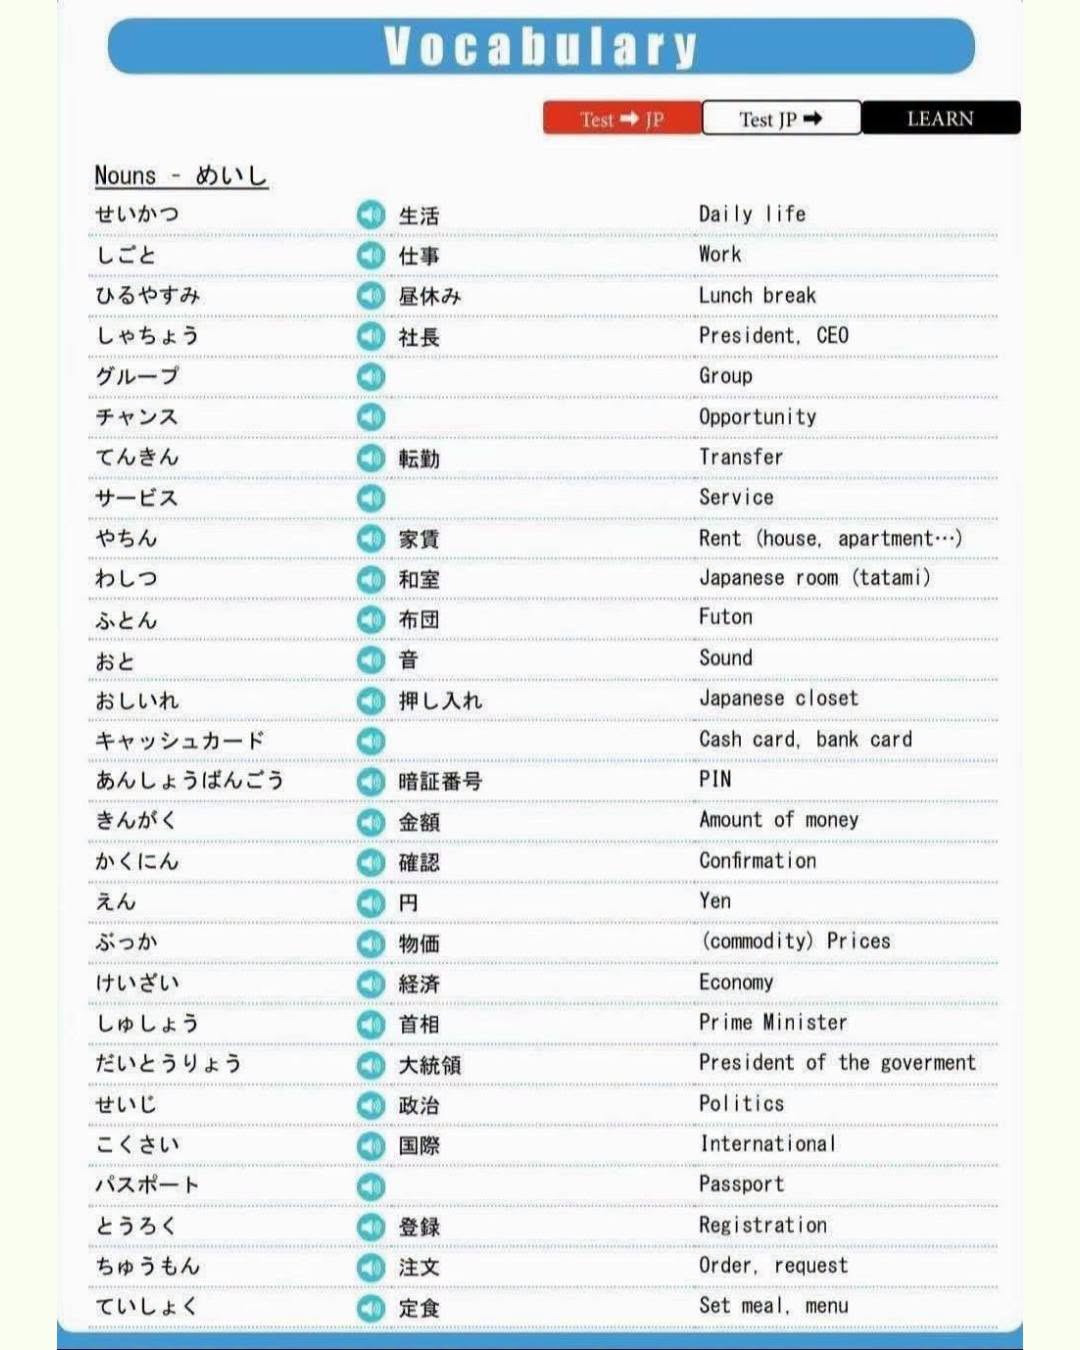 Vocabulary
Test ➡ JP Test JP ➡ LEARN
Nouns - めいし
せいかつ 生活 Daily life
しごと 仕事 Work
ひるやすみ 昼休み Lunch break
しゃちょう 社長 President, CEO
グループ Group
チャンス Opportunity
てんきん 転勤 Transfer
サービス Service
やちん 家賃 Rent (house, apartment…)
わしつ 和室 Japanese room (tatami)
ふとん 布団 Futon
おと 音 Sound
おしいれ 押し入れ Japanese closet
キャッシュカード Cash card, bank card
あんしょうばんごう 暗証番号 PIN
きんがく 金額 Amount of money
かくにん 確認 Confirmation
えん 円 Yen
ぶっか 物価 (commodity) Prices
けいざい 経済 Economy
しゅしょう 首相 Prime Minister
だいとうりょう 大統領 President of the goverment
せいじ 政治 Politics
こくさい 国際 International
パスポート Passport
とうろく 登録 Registration
ちゅうもん 注文 Order, request
ていしょく 定食 Set meal, menu